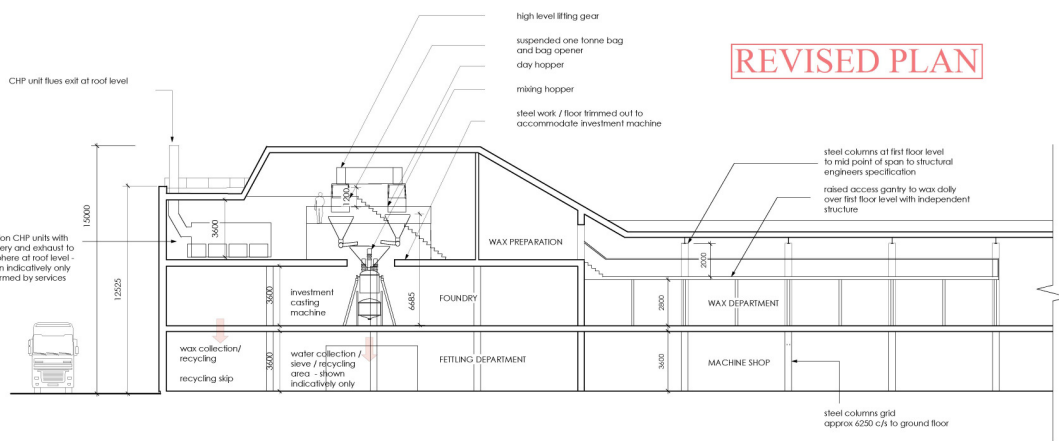 high level lifting gear
suspended one tonne bag
and bag opener
day hopper
mixing hopper
steel work / floor trimmed out to
accommodate investment machine
REVISED PLAN
CHP unit flues exit at roof level
steel columns at first floor level
to mid point of span to structural
engineers specification
raised access gantry to wax dolly
over first floor level with independent
structure
15000
12525
3600
1200
on CHP units with
ery and exhaust to
here at roof level -
n indicatively only
rmed by services
WAX PREPARATION
2000
3600
investment
casting
machine
6685
FOUNDRY
2800
WAX DEPARTMENT
wax collection/
recycling
recycling skip
3600
water collection /
sieve / recycling
area - shown
indicatively only
FETTLING DEPARTMENT
3600
MACHINE SHOP
steel columns grid
approx 6250 c/s to ground floor